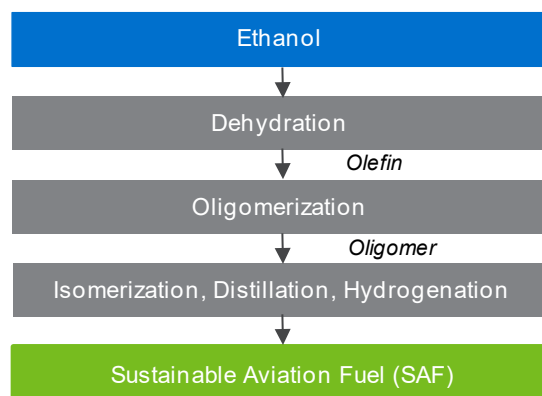 Ethanol
Dehydration
Olefin
Oligomerization
Oligomer
Isomerization, Distillation, Hydrogenation
Sustainable Aviation Fuel (SAF)